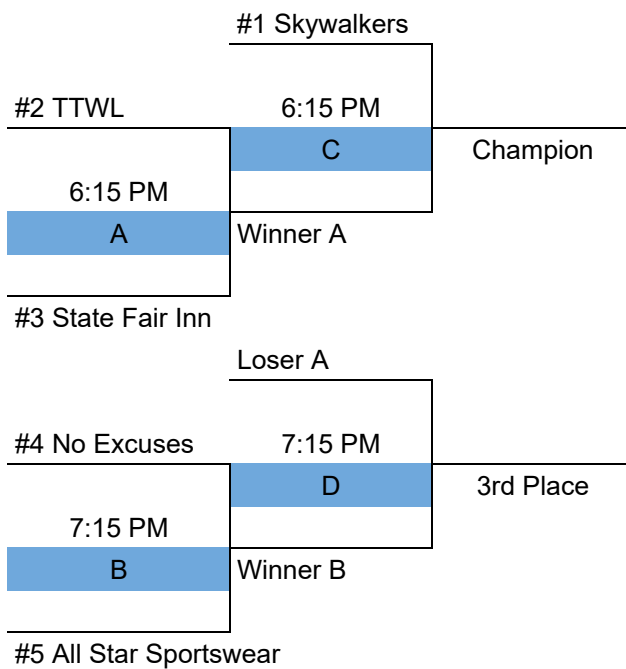 #1 Skywalkers
#2 TTWL
6:15 PM
C
Champion
6:15 PM
A
Winner A
#3 State Fair Inn
Loser A
#4 No Excuses
7:15 PM
D
3rd Place
7:15 PM
B
Winner B
#5 All Star Sportswear